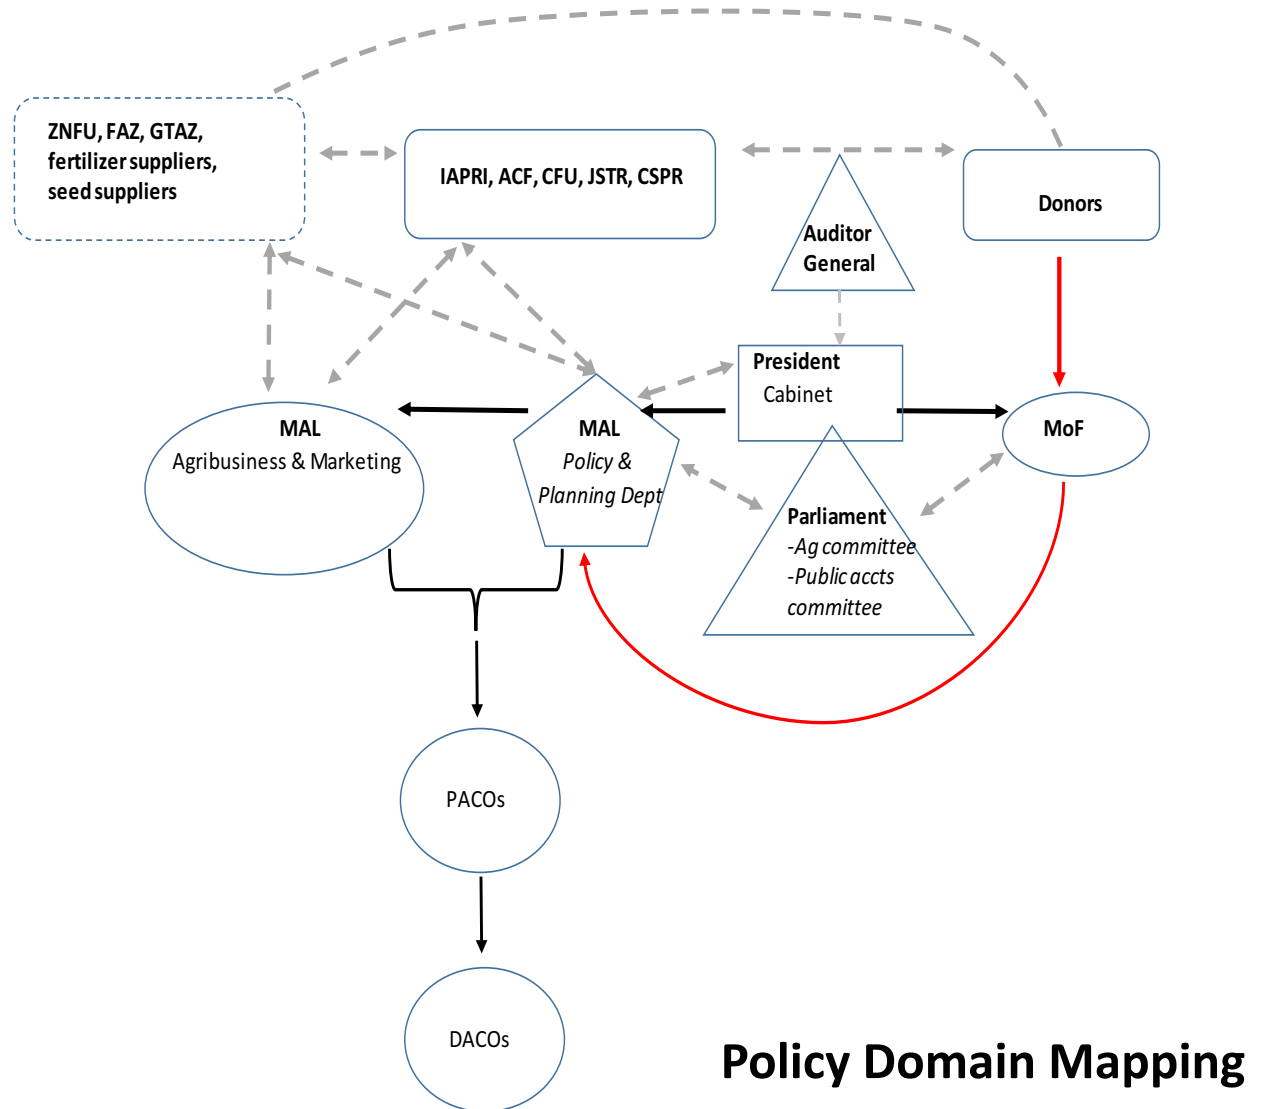 ZNFU, FAZ, GTAZ,
fertilizer suppliers,
seed suppliers
IAPRI, ACF, CFU, JSTR, CSPR
Donors
Auditor
General
President
Cabinet
MAL
Agribusiness & Marketing
MAL
Policy &
Planning Dept
MoF
Parliament
-Ag committee
-Public accts
committee
PACOs
DACOs
Policy Domain Mapping